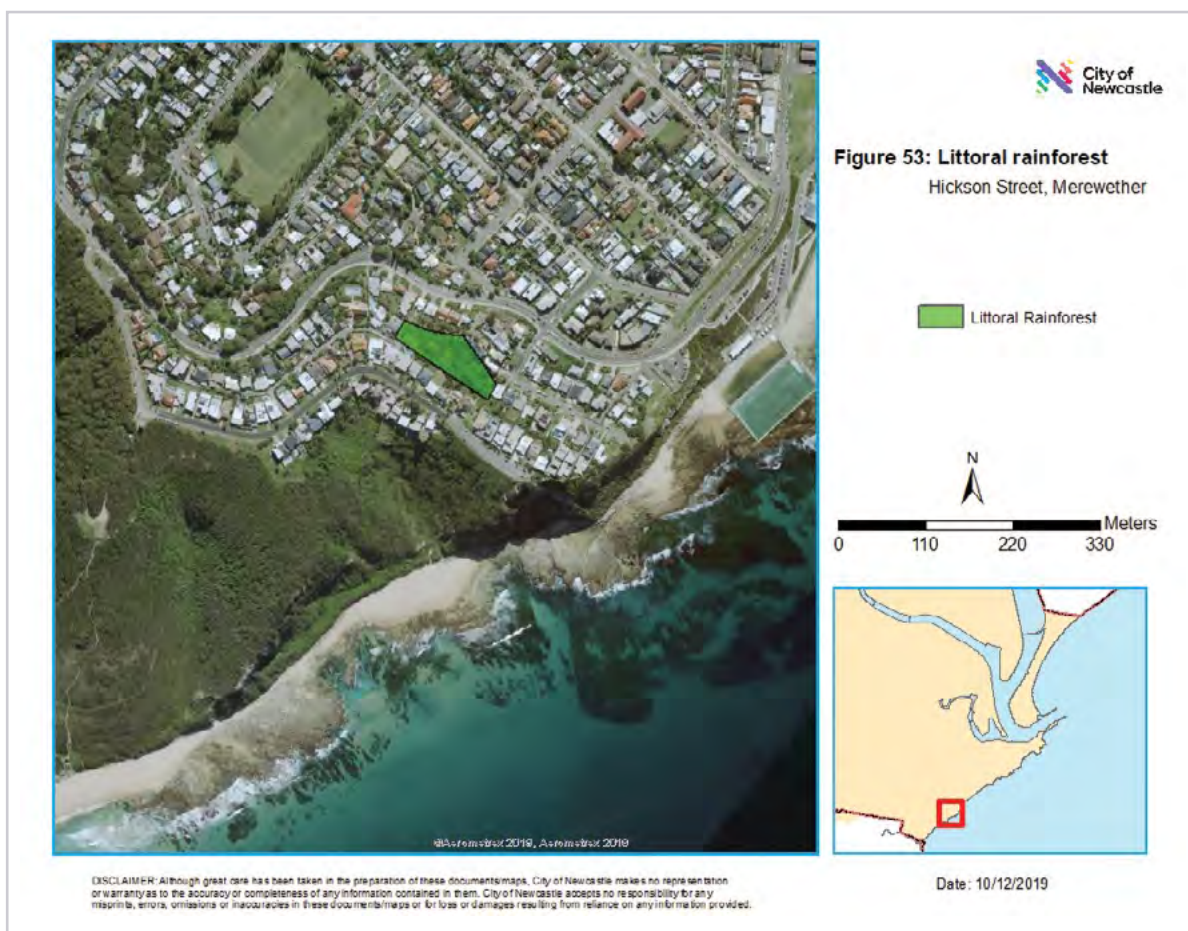 City of
Newcastle
Figure 53: Littoral rainforest
Hickson Street, Merewether
Littoral Rainforest
N
Meters
0 110 220 330
©Aerometrex 2019, Aerometrex 2019
DISCLAIMER: Although great care has been taken in the preparation of these documents/maps, City of Newcastle makes no representation
or warranty as to the accuracy or completeness of any information contained in them. City of Newcastle accepts no responsibility for any
misprints, errors, omissions or inaccuracies in these documents/maps or for loss or damages resulting from reliance on any information provided.
Date: 10/12/2019